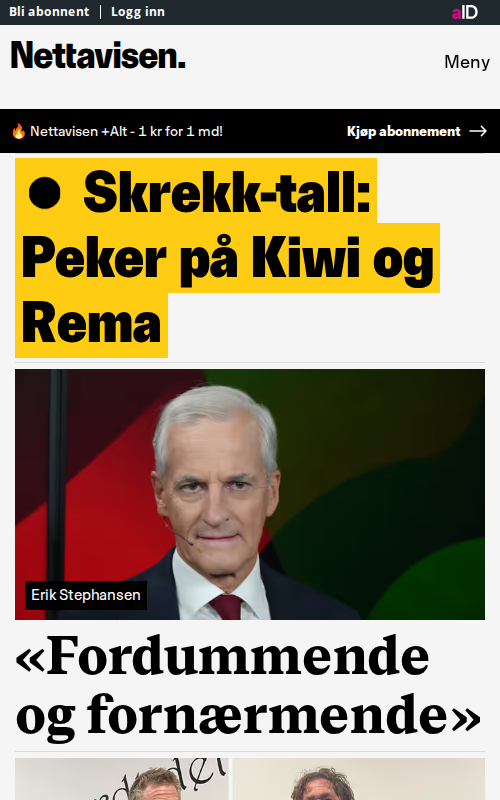 Bli abonnent | Logg inn
aID
Nettavisen.
Meny
🔥 Nettavisen +Alt - 1 kr for 1 md!
Kjøp abonnement →
● Skrekk-tall:
Peker på Kiwi og
Rema
Erik Stephansen
«Fordummende
og fornærmende»